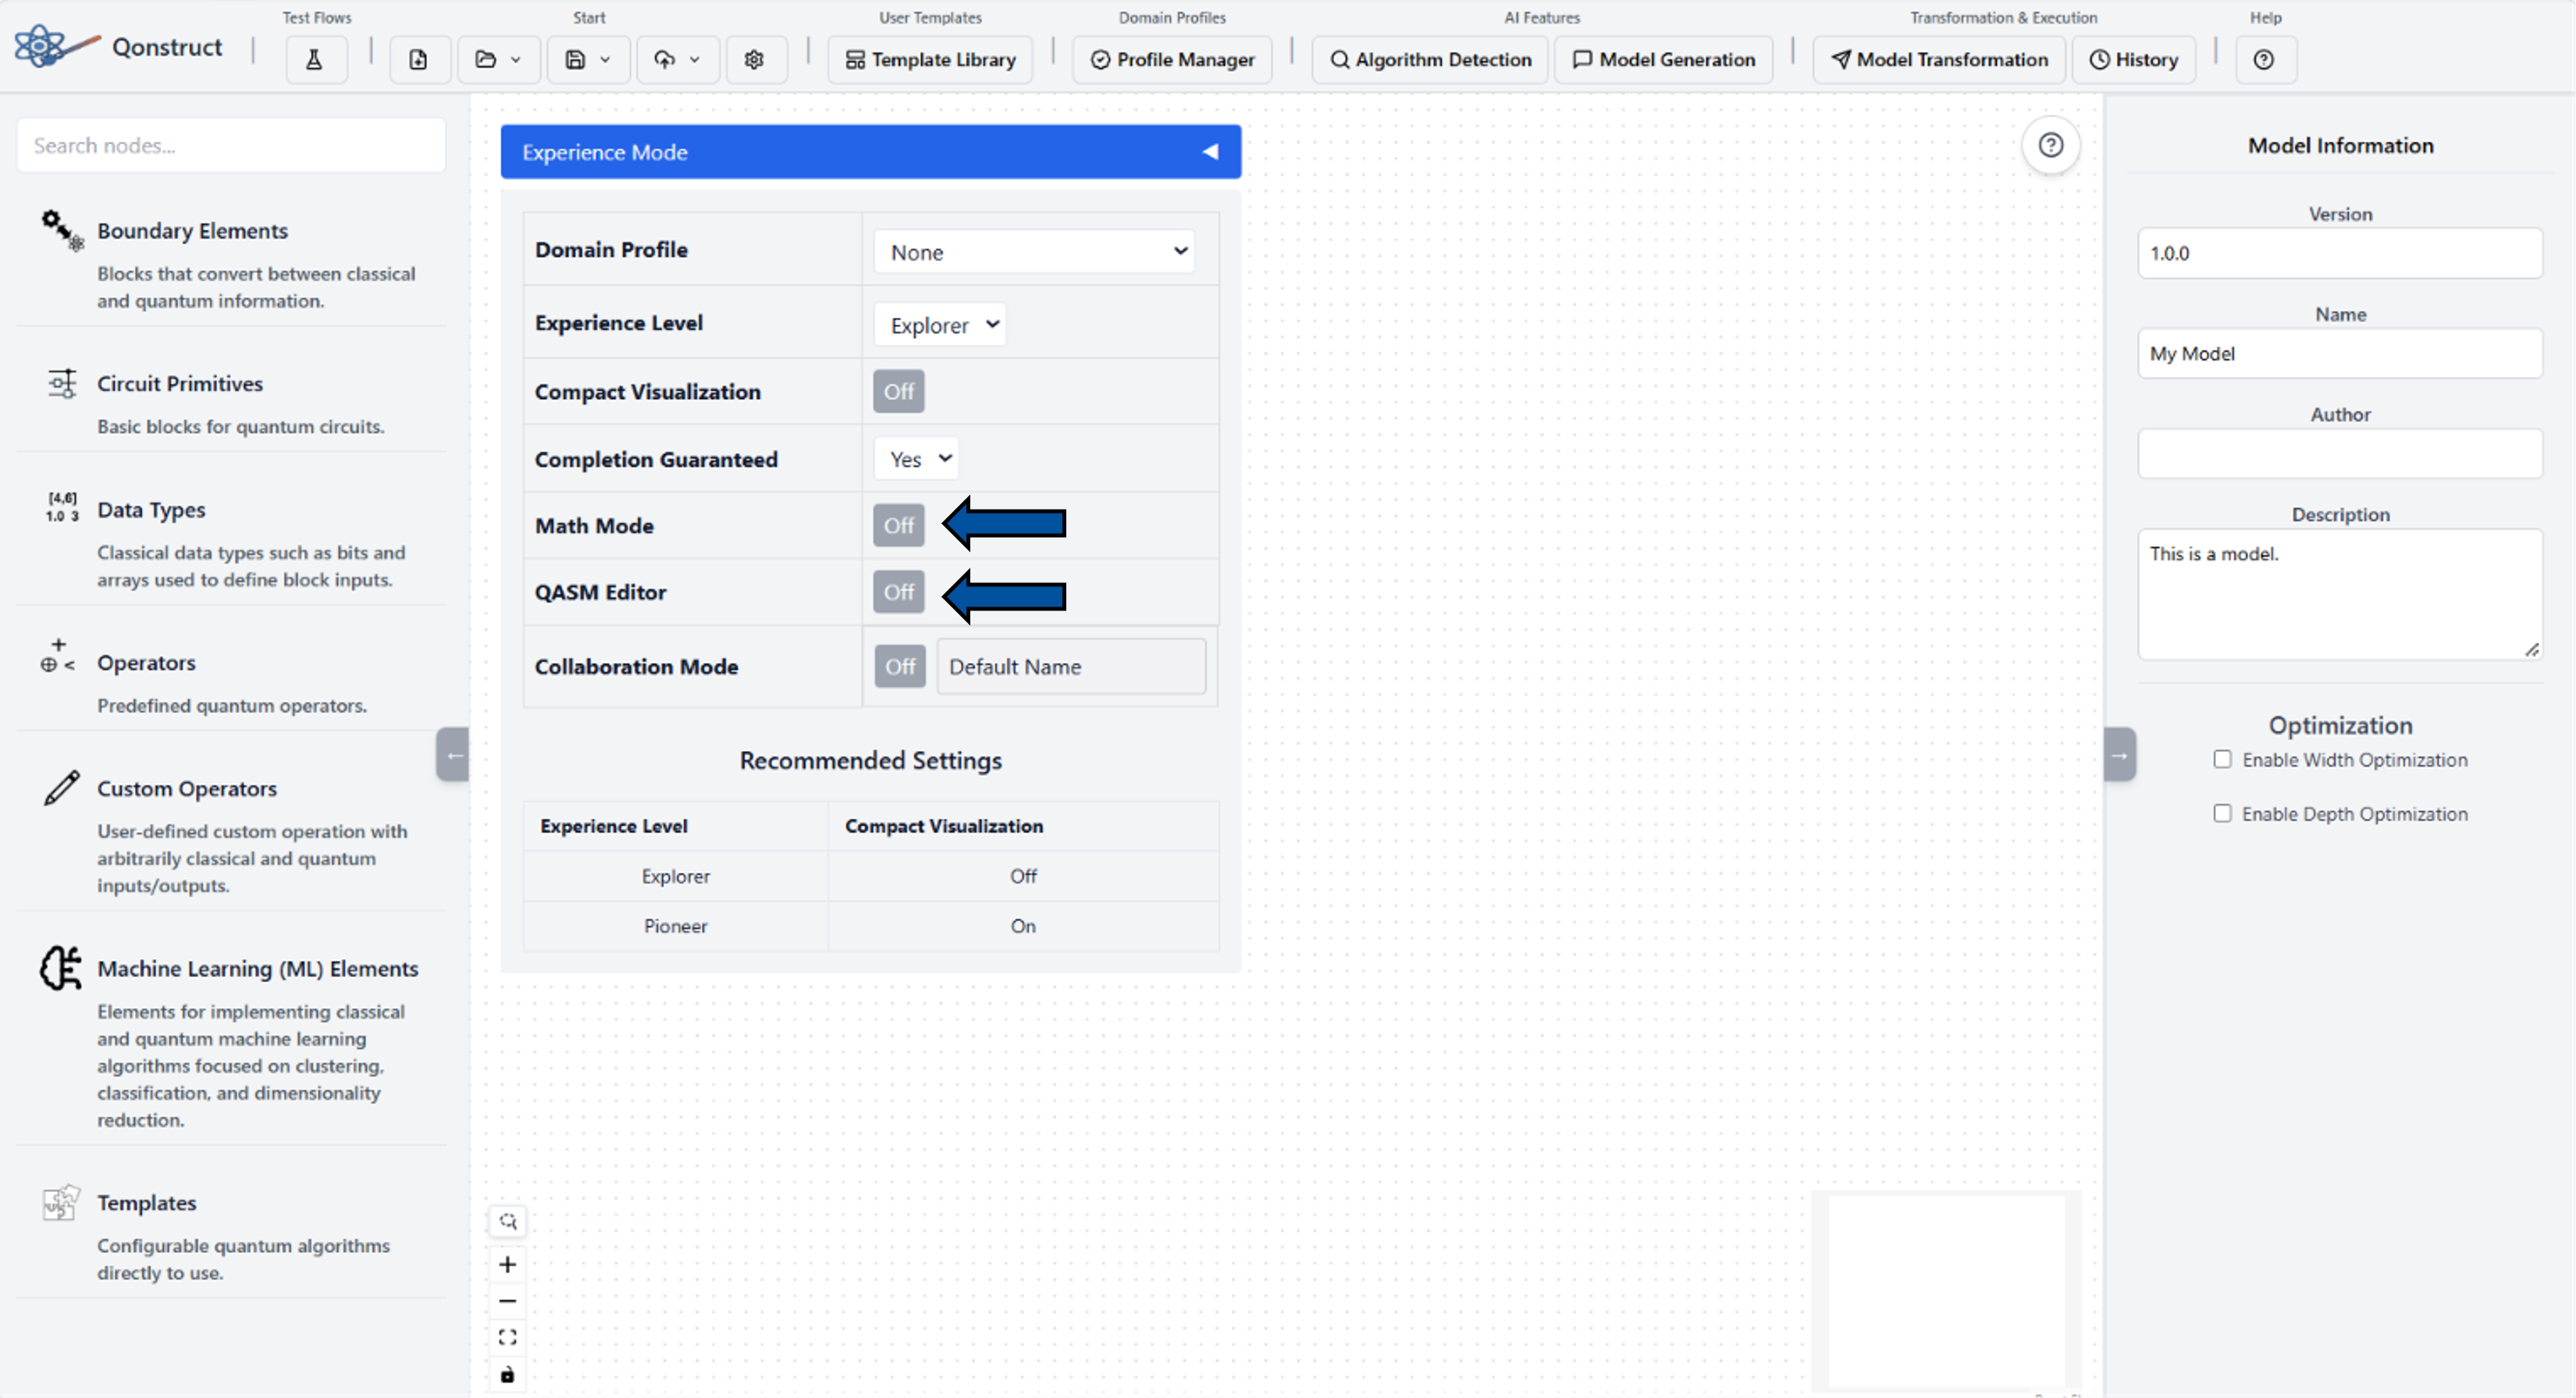 Test Flows
Start
User Templates
Domain Profiles
AI Features
Transformation & Execution
Help
Qonstruct
Template Library
Profile Manager
Algorithm Detection
Model Generation
Model Transformation
History
Search nodes...
Boundary Elements
Blocks that convert between classical
and quantum information.
Circuit Primitives
Basic blocks for quantum circuits.
[4,6]
1.0 3
Data Types
Classical data types such as bits and
arrays used to define block inputs.
Operators
Predefined quantum operators.
Custom Operators
User-defined custom operation with
arbitrarily classical and quantum
inputs/outputs.
Machine Learning (ML) Elements
Elements for implementing classical
and quantum machine learning
algorithms focused on clustering,
classification, and dimensionality
reduction.
Templates
Configurable quantum algorithms
directly to use.
Experience Mode
Domain Profile None
Experience Level Explorer
Compact Visualization Off
Completion Guaranteed Yes
Math Mode Off
QASM Editor Off
Collaboration Mode Off Default Name
Recommended Settings
Experience Level Compact Visualization
Explorer Off
Pioneer On
Model Information
Version
1.0.0
Name
My Model
Author
Description
This is a model.
Optimization
Enable Width Optimization
Enable Depth Optimization